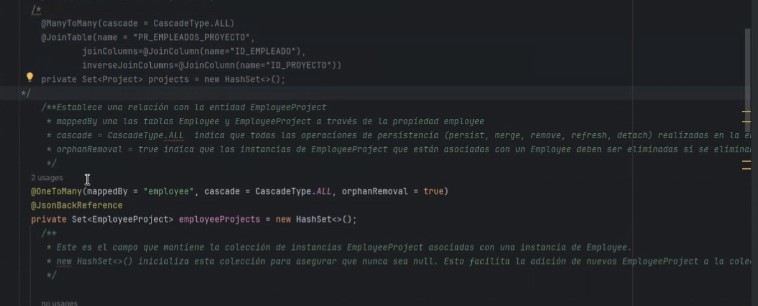 /*
@ManyToMany(cascade = CascadeType.ALL)
@JoinTable(name = "PR_EMPLEADOS_PROYECTO",
joinColumns=@JoinColumn(name="ID_EMPLEADO"),
inverseJoinColumns=@JoinColumn(name="ID_PROYECTO"))
private Set<Project> projects = new HashSet<>();
*/
/**Establece una relación con la entidad EmployeeProject
* mappedBy una las tablas Employee y EmployeeProject a través de la propiedad employee
* cascade = CascadeType.ALL indica que todas las operaciones de persistencia (persist, merge, remove, refresh, detach) realizadas en la
* orphanRemoval = true indica que las instancias de EmployeeProject que están asociadas con un Employee deben ser eliminadas si se
*/
2 usages
@OneToMany(mappedBy = "employee", cascade = CascadeType.ALL, orphanRemoval = true)
@JsonBackReference
private Set<EmployeeProject> employeeProjects = new HashSet<>();
/**
* Este es el campo que mantiene la colección de instancias EmployeeProject asociadas con una instancia de Employee.
* new HashSet<>() inicializa esta colección para asegurar que nunca sea null. Esto facilita la adición de nuevas EmployeeProject a la
*/
no usages